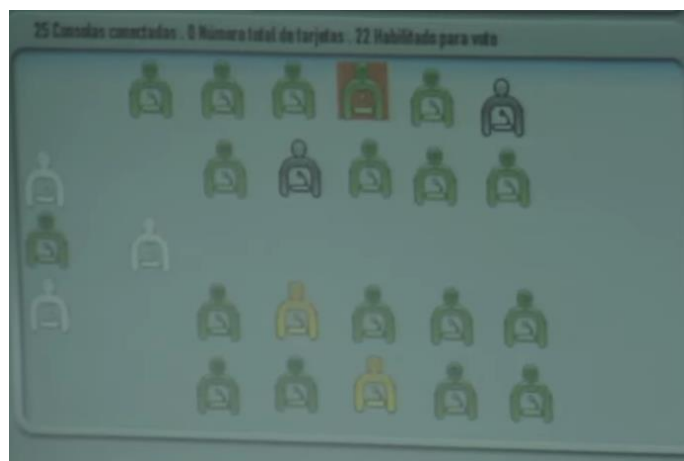 25 Consolas conectadas . 0 Número total de tarjetas . 22 Habilitado para voto